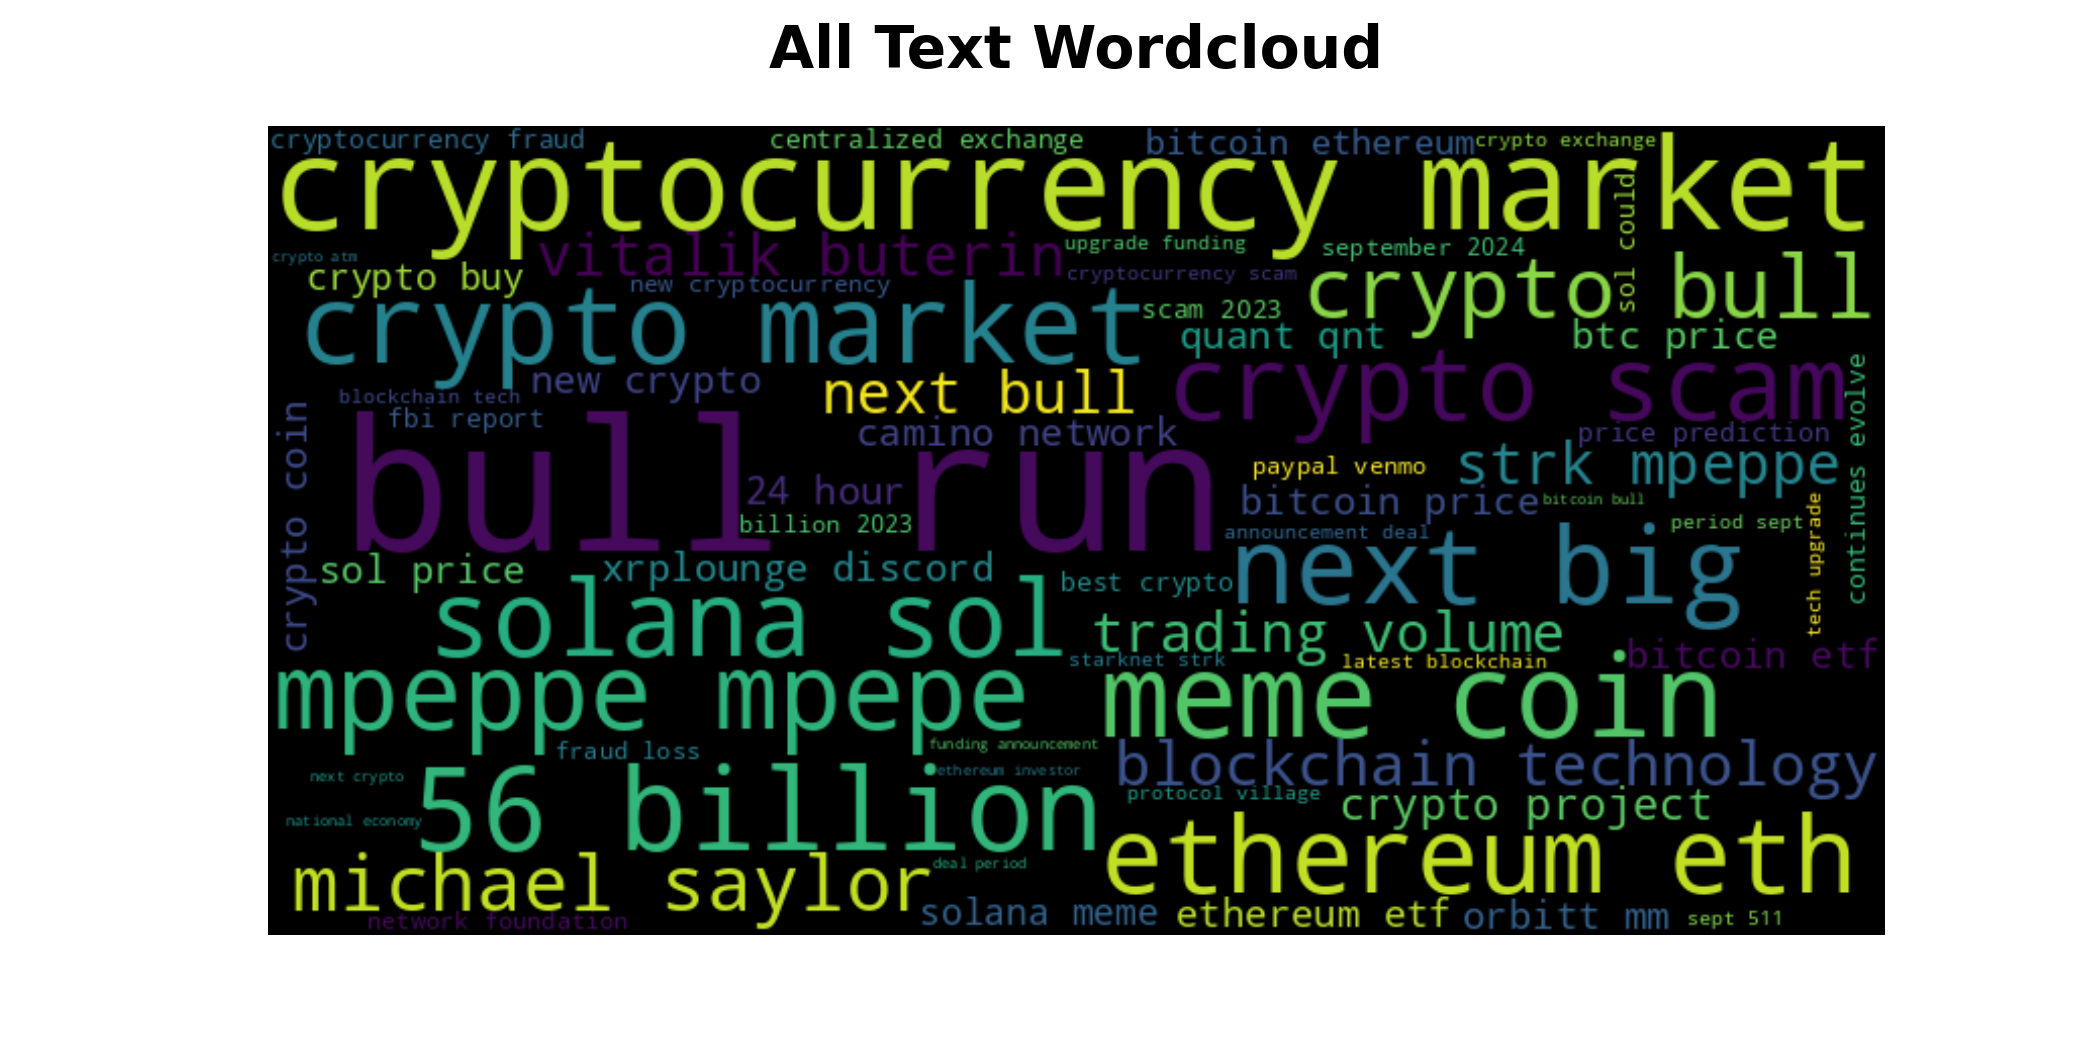 All Text Wordcloud
cryptocurrency fraud
centralized exchange
bitcoin ethereum
crypto exchange
cryptocurrency market
sol could
vitalik buterin
upgrade funding
september 2024
crypto atm
crypto buy
new cryptocurrency
cryptocurrency scam
crypto bull
crypto market
scam 2023
quant qnt
btc price
new crypto
next bull
crypto scam
blockchain tech
fbi report
camino network
price prediction
continues evolve
crypto coin
bull run
paypal venmo
strk mpeppe
24 hour
bitcoin price
bitcoin bull
billion 2023
announcement deal
period sept
tech upgrade
next big
sol price
xrplounge discord
best crypto
solana sol
trading volume
starknet strk
latest blockchain
bitcoin etf
mpeppe mpepe
meme coin
fraud loss
funding announcement
blockchain technology
next crypto
ethereum investor
56 billion
protocol village
crypto project
national economy
ethereum eth
michael saylor
deal period
network foundation
solana meme
ethereum etf
orbitt mm
sept 511